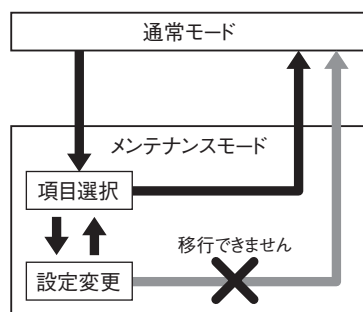 通常モード
メンテナンスモード
項目選択
移行できません
設定変更